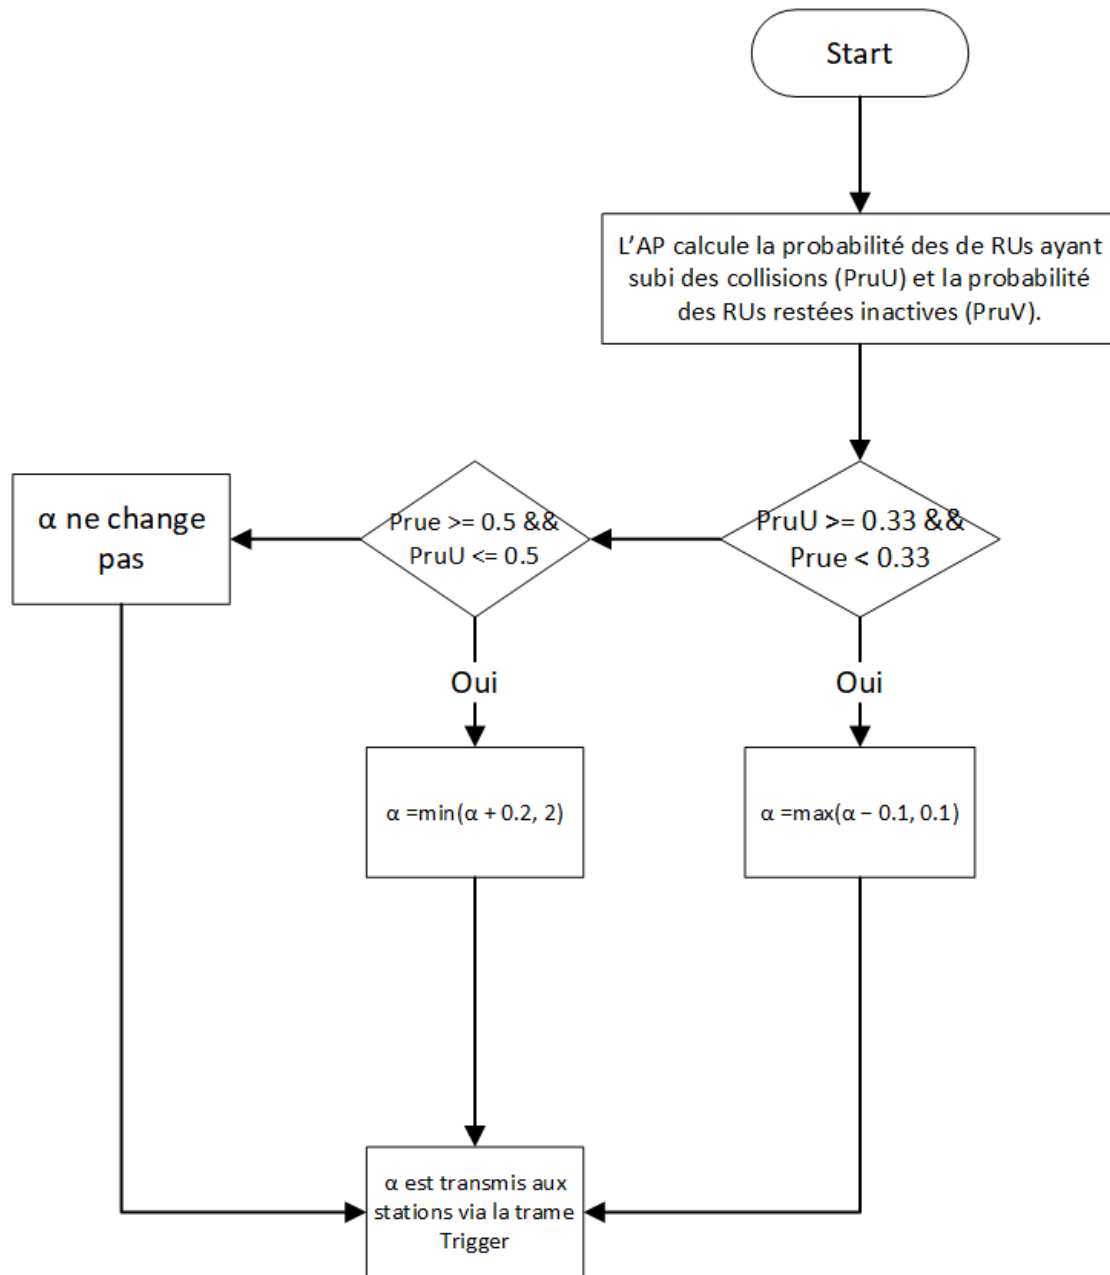 Start
L'AP calcule la probabilité des de RUs ayant
subi des collisions (PruU) et la probabilité
des RUs restées inactives (PruV).
PruU >= 0.33 &&
Prue < 0.33
Prue >= 0.5 &&
PruU <= 0.5
α ne change
pas
Oui
Oui
α =min(α + 0.2, 2)
α =max(α − 0.1, 0.1)
α est transmis aux
stations via la trame
Trigger